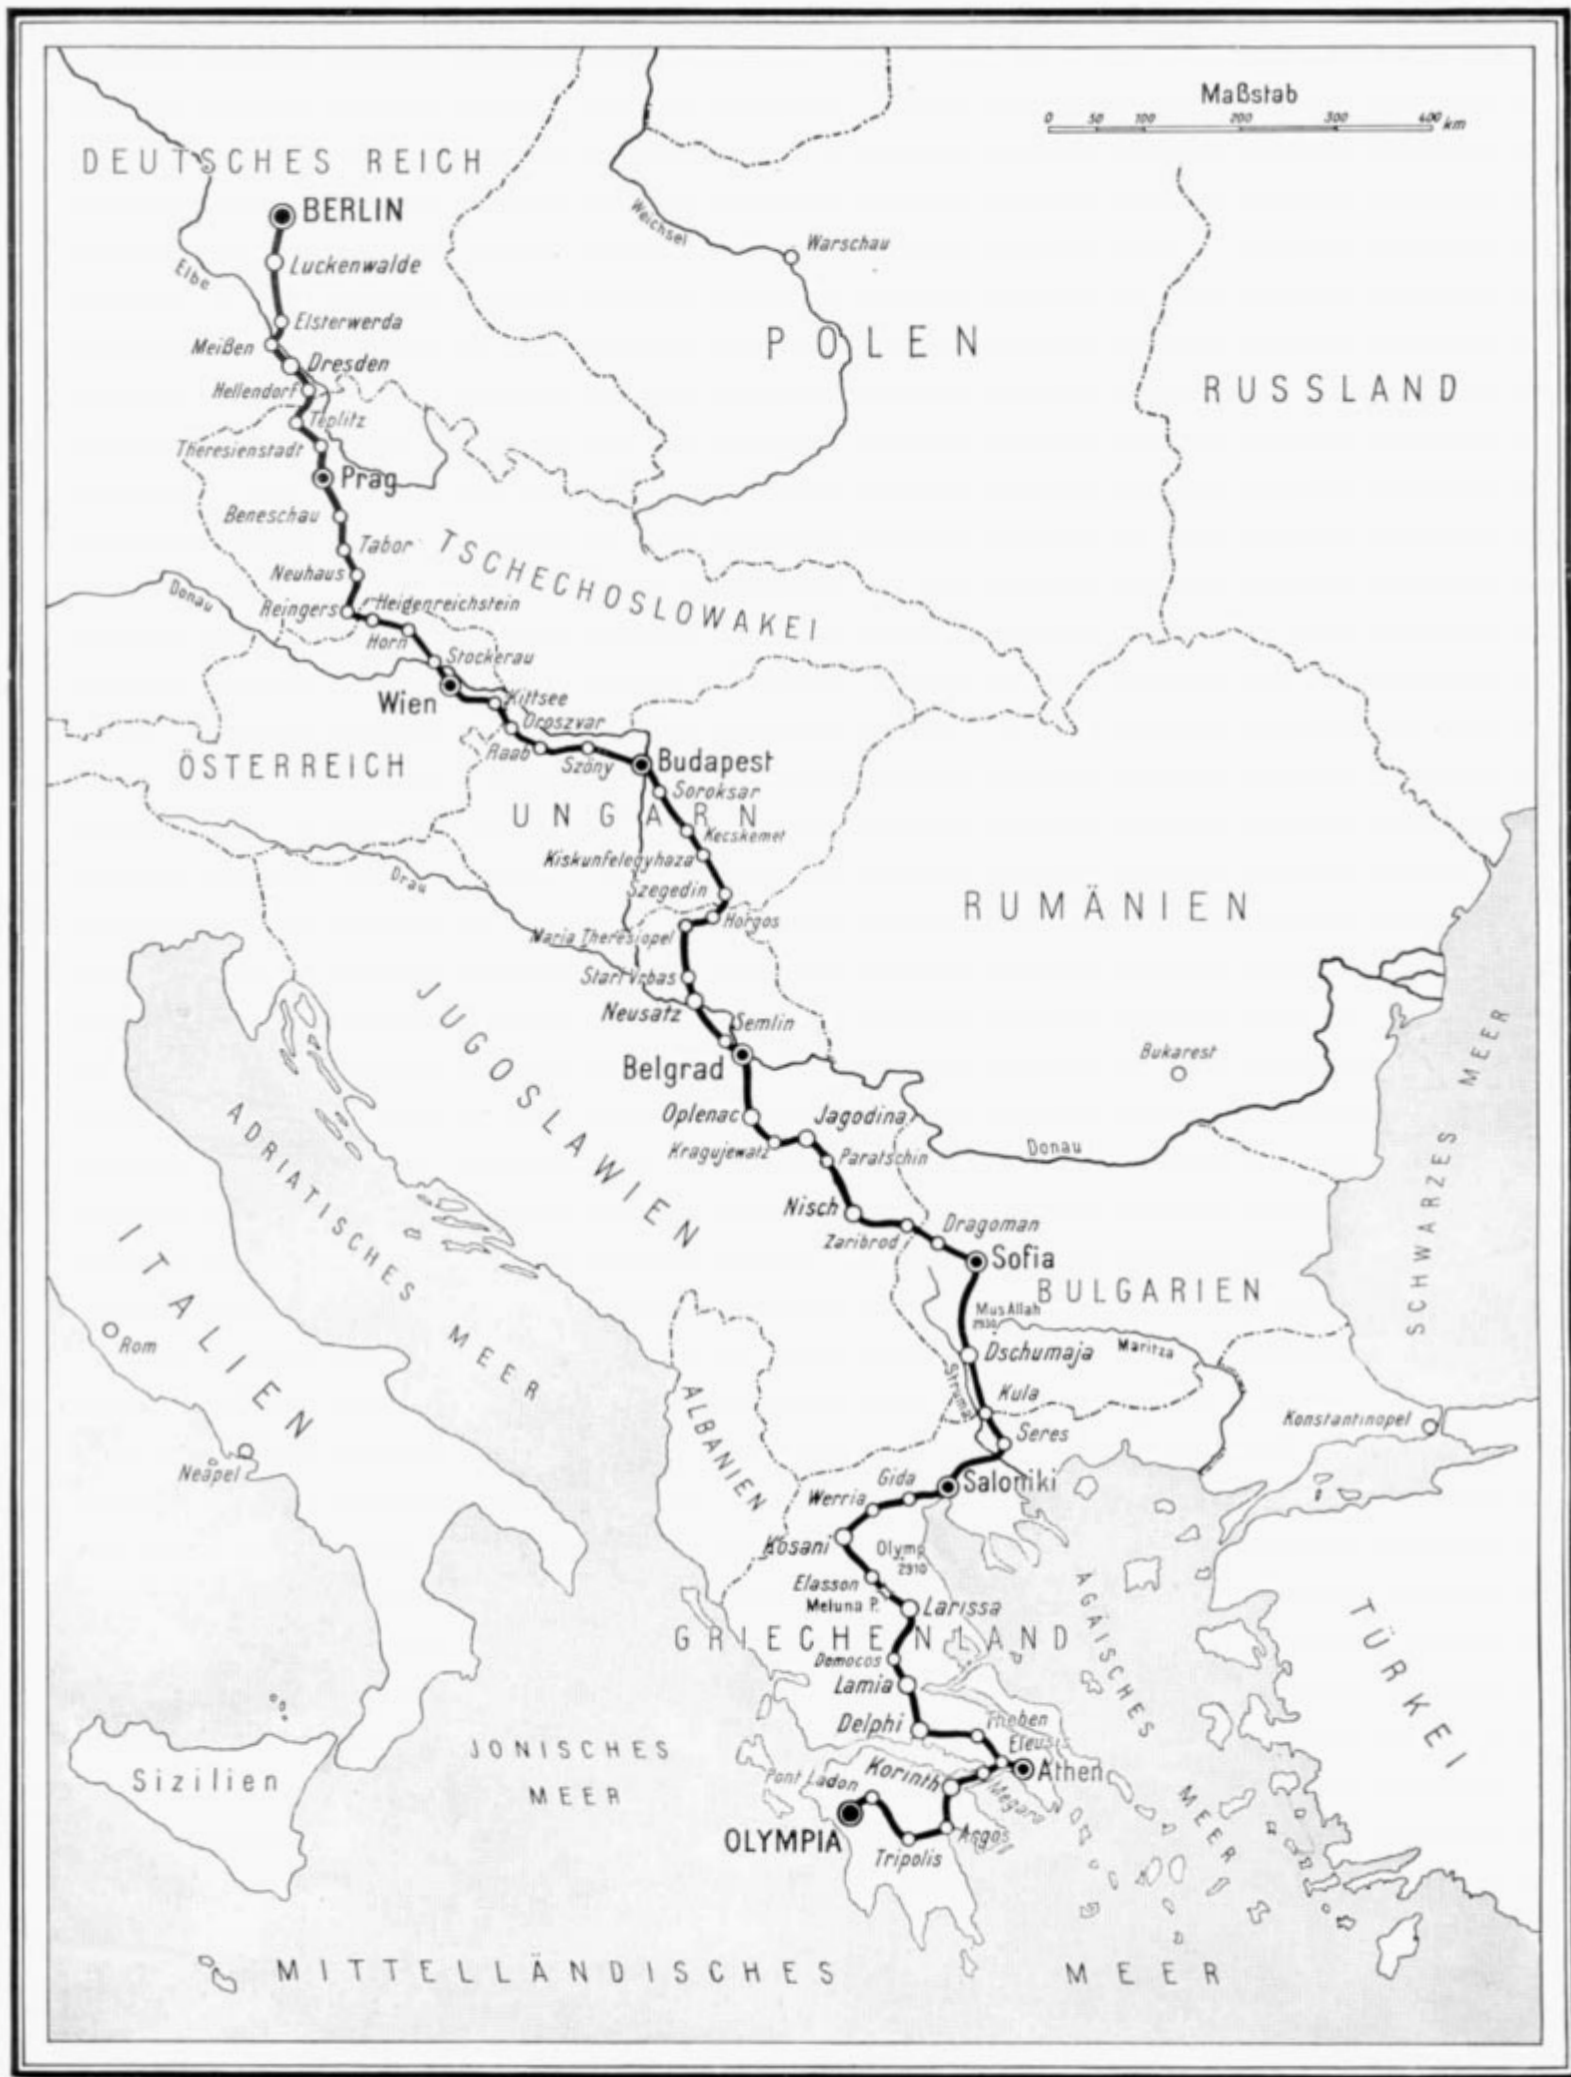 Maßstab
0 50 100 200 300 400 km
DEUTSCHES REICH
BERLIN
Weichsel
Warschau
Luckenwalde
Elbe
Elsterwerda
POLEN
Meißen
Dresden
RUSSLAND
Hellendorf
Teplitz
Theresienstadt
Prag
Beneschau
Tabor
TSCHECHOSLOWAKEI
Neuhaus
Donau
Reingers
Heidenreichstein
Horn
Stockerau
Wien
Kittsee
Oroszvar
Raab
Szöny
Budapest
ÖSTERREICH
Soroksar
UNGARN
Kecskemet
Kiskunfelegyhaza
Drau
Szegedin
RUMÄNIEN
Horgos
Maria Theresiopel
Stari Vrbas
JUGOSLAWIEN
Neusatz
Semlin
Belgrad
Bukarest
SCHWARZES MEER
ADRIATISCHES MEER
Oplenac
Jagodina
Kragujewatz
Paratschin
Donau
Nisch
Dragoman
Zaribrod
Sofia
ITALIEN
BULGARIEN
Mus Allah
2930
Rom
Dschumaja
Maritza
Struma
Kula
ALBANIEN
Konstantinopel
Seres
Neapel
Gida
Saloniki
Werria
Kosani
Olymp
2910
Elasson
Meluna P.
Larissa
ÄGÄISCHES MEER
TÜRKEI
GRIECHENLAND
Domocos
Lamia
Delphi
Theben
Eleusis
JONISCHES
MEER
Athen
Korinth
Megara
Pont Ladon
Sizilien
OLYMPIA
Argos
Tripolis
MITTELLÄNDISCHES MEER